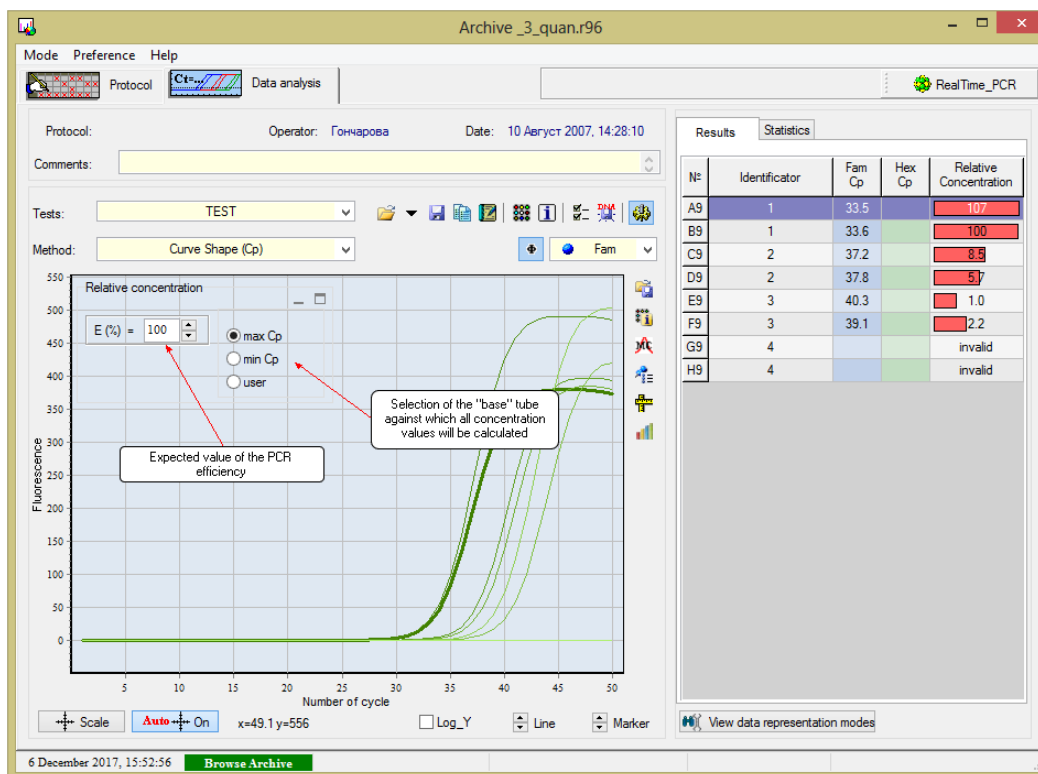 Archive _3_quan.r96
Mode Preference Help
Protocol
Ct=...
Data analysis
RealTime_PCR
Protocol: Operator: Гончарова Date: 10 Август 2007, 14:28:10
Comments:
Tests: TEST
DNA
Method: Curve Shape (Cp) Fam
Relative concentration
E (%) = 100
max Cp
min Cp
user
Selection of the "base" tube
against which all concentration
values will be calculated
Expected value of the PCR
efficiency
Fluorescence
550
500
450
400
350
300
250
200
150
100
50
0
5 10 15 20 25 30 35 40 45 50
Number of cycle
MC
Scale Auto On x=49.1 y=556 Log_Y Line Marker
Results Statistics
№ Identificator Fam Cp Hex Cp Relative Concentration
A9 1 33.5 107
B9 1 33.6 100
C9 2 37.2 8.5
D9 2 37.8 5.7
E9 3 40.3 1.0
F9 3 39.1 2.2
G9 4 invalid
H9 4 invalid
View data representation modes
6 December 2017, 15:52:56 Browse Archive